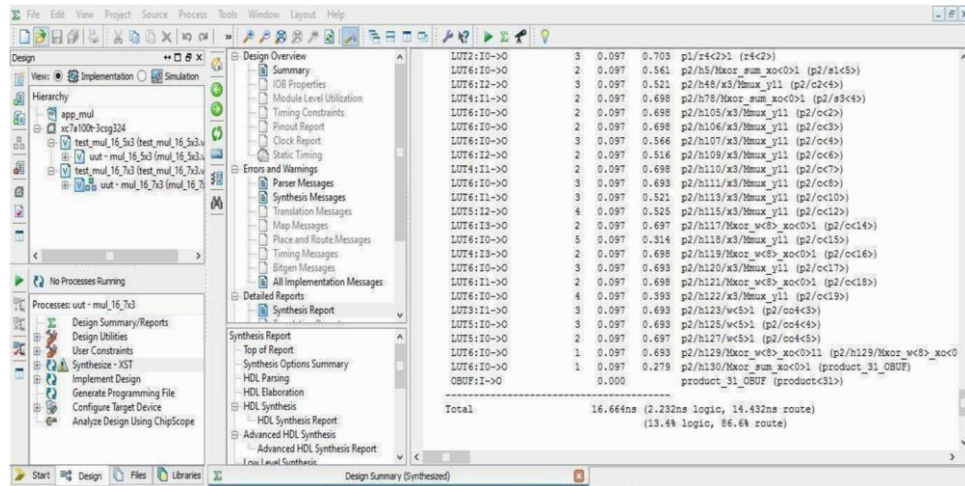 File Edit View Project Source Process Tools Window Layout Help
Design
View: Implementation Simulation
Hierarchy
app_mul
xc7a100t-3csg324
test_mul_16_5x3 (test_mul_16_5x3.v
uut - mul_16_5x3 (mul_16_5x3.v
test_mul_16_7x3 (test_mul_16_7x3.v
uut - mul_16_7x3 (mul_16_7:
No Processes Running
Processes: uut - mul_16_7x3
Design Summary/Reports
Design Utilities
User Constraints
Synthesize - XST
Implement Design
Generate Programming File
Configure Target Device
Analyze Design Using ChipScope
Start Design Files Libraries
Design Overview
Summary
IOB Properties
Module Level Utilization
Timing Constraints
Pinout Report
Clock Report
Static Timing
Errors and Warnings
Parser Messages
Synthesis Messages
Translation Messages
Map Messages
Place and Route Messages
Timing Messages
Bitgen Messages
All Implementation Messages
Detailed Reports
Synthesis Report
Synthesis Report
Top of Report
Synthesis Options Summary
HDL Parsing
HDL Elaboration
HDL Synthesis
HDL Synthesis Report
Advanced HDL Synthesis
Advanced HDL Synthesis Report
Low Level Synthesis
LUT2:I0->O 3 0.097 0.703 p1/r4<2>1 (r4<2>)
LUT6:I0->O 2 0.097 0.561 p2/h5/Mxor_sum_xo<0>1 (p2/s1<5>)
LUT6:I2->O 3 0.097 0.521 p2/h48/x3/Mmux_y11 (p2/c2<4>)
LUT4:I1->O 2 0.097 0.698 p2/h78/Mxor_sum_xo<0>1 (p2/s3<4>)
LUT6:I0->O 2 0.097 0.698 p2/h105/x3/Mmux_y11 (p2/c<2>)
LUT6:I0->O 2 0.097 0.698 p2/h106/x3/Mmux_y11 (p2/c<3>)
LUT6:I0->O 3 0.097 0.566 p2/h107/x3/Mmux_y11 (p2/c<4>)
LUT6:I2->O 2 0.097 0.516 p2/h109/x3/Mmux_y11 (p2/c<6>)
LUT4:I1->O 2 0.097 0.698 p2/h110/x3/Mmux_y11 (p2/c<7>)
LUT6:I0->O 3 0.097 0.693 p2/h111/x3/Mmux_y11 (p2/c<8>)
LUT6:I1->O 3 0.097 0.521 p2/h113/x3/Mmux_y11 (p2/c<10>)
LUT5:I2->O 4 0.097 0.525 p2/h115/x3/Mmux_y11 (p2/c<12>)
LUT6:I3->O 2 0.097 0.697 p2/h117/Mxor_w<8>_xo<0>1 (p2/c<14>)
LUT6:I0->O 5 0.097 0.314 p2/h118/x3/Mmux_y11 (p2/c<15>)
LUT4:I3->O 2 0.097 0.698 p2/h119/Mxor_w<8>_xo<0>1 (p2/c<16>)
LUT6:I0->O 3 0.097 0.693 p2/h120/x3/Mmux_y11 (p2/c<17>)
LUT6:I1->O 2 0.097 0.698 p2/h121/Mxor_w<8>_xo<0>1 (p2/c<18>)
LUT6:I0->O 4 0.097 0.393 p2/h122/x3/Mmux_y11 (p2/c<19>)
LUT3:I1->O 3 0.097 0.693 p2/h123/w<5>1 (p2/co4<3>)
LUT5:I0->O 3 0.097 0.693 p2/h125/w<5>1 (p2/co4<4>)
LUT5:I0->O 2 0.097 0.697 p2/h127/w<5>1 (p2/co4<5>)
LUT6:I0->O 1 0.097 0.693 p2/h129/Mxor_w<8>_xo<0>11 (p2/h129/Mxor_w<8>_xo<0
LUT6:I0->O 1 0.097 0.279 p2/h130/Mxor_sum_xo<0>1 (product_31_OBUF)
OBUF:I->O 0.000 product_31_OBUF (product<31>)
Total 16.664ns (2.232ns logic, 14.432ns route)
(13.4% logic, 86.6% route)
Design Summary (Synthesized)